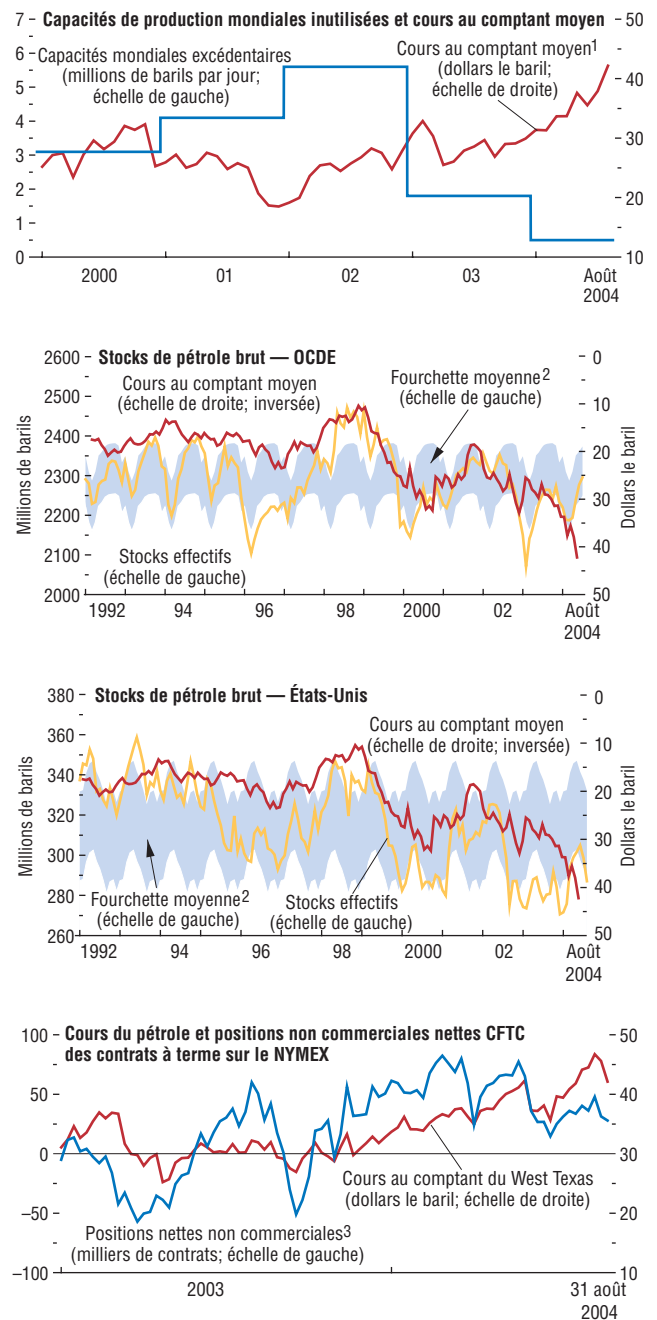 Capacités de production mondiales inutilisées et cours au comptant moyen
7
6
5
4
3
2
1
0
Capacités mondiales excédentaires
(millions de barils par jour;
échelle de gauche)
Cours au comptant moyen1
(dollars le baril;
échelle de droite)
50
40
30
20
10
2000
01
02
03
Août
2004
Stocks de pétrole brut — OCDE
2600
2500
2400
2300
2200
2100
2000
Millions de barils
Cours au comptant moyen
(échelle de droite; inversée)
Fourchette moyenne2
(échelle de gauche)
Stocks effectifs
(échelle de gauche)
0
10
20
30
40
50
Dollars le baril
1992
94
96
98
2000
02
Août
2004
Stocks de pétrole brut — États-Unis
380
360
340
320
300
280
260
Millions de barils
Cours au comptant moyen
(échelle de droite; inversée)
Fourchette moyenne2
(échelle de gauche)
Stocks effectifs
(échelle de gauche)
0
10
20
30
40
50
Dollars le baril
1992
94
96
98
2000
02
Août
2004
Cours du pétrole et positions non commerciales nettes CFTC
des contrats à terme sur le NYMEX
100
50
0
–50
–100
Cours au comptant du West Texas
(dollars le baril; échelle de droite)
Positions nettes non commerciales3
(milliers de contrats; échelle de gauche)
50
40
30
20
10
2003
31 août
2004